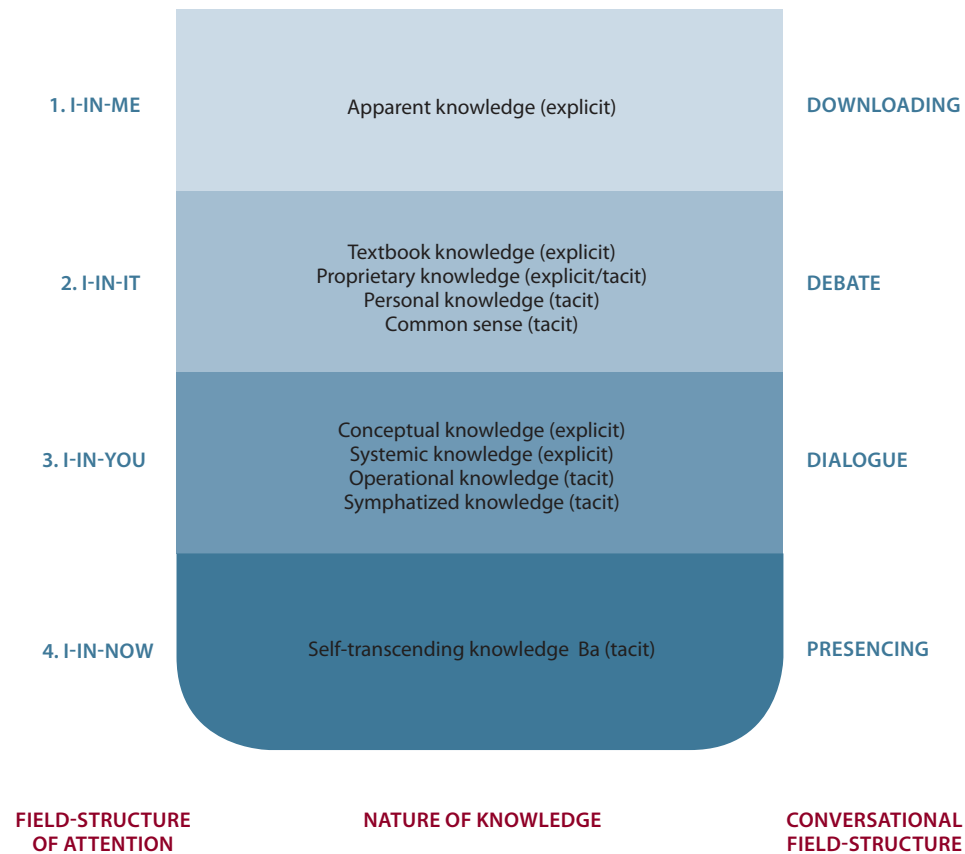 1. I-IN-ME
Apparent knowledge (explicit)
DOWNLOADING
2. I-IN-IT
Textbook knowledge (explicit)
Proprietary knowledge (explicit/tacit)
Personal knowledge (tacit)
Common sense (tacit)
DEBATE
3. I-IN-YOU
Conceptual knowledge (explicit)
Systemic knowledge (explicit)
Operational knowledge (tacit)
Symphatized knowledge (tacit)
DIALOGUE
4. I-IN-NOW
Self-transcending knowledge Ba (tacit)
PRESENCING
FIELD-STRUCTURE
OF ATTENTION
NATURE OF KNOWLEDGE
CONVERSATIONAL
FIELD-STRUCTURE